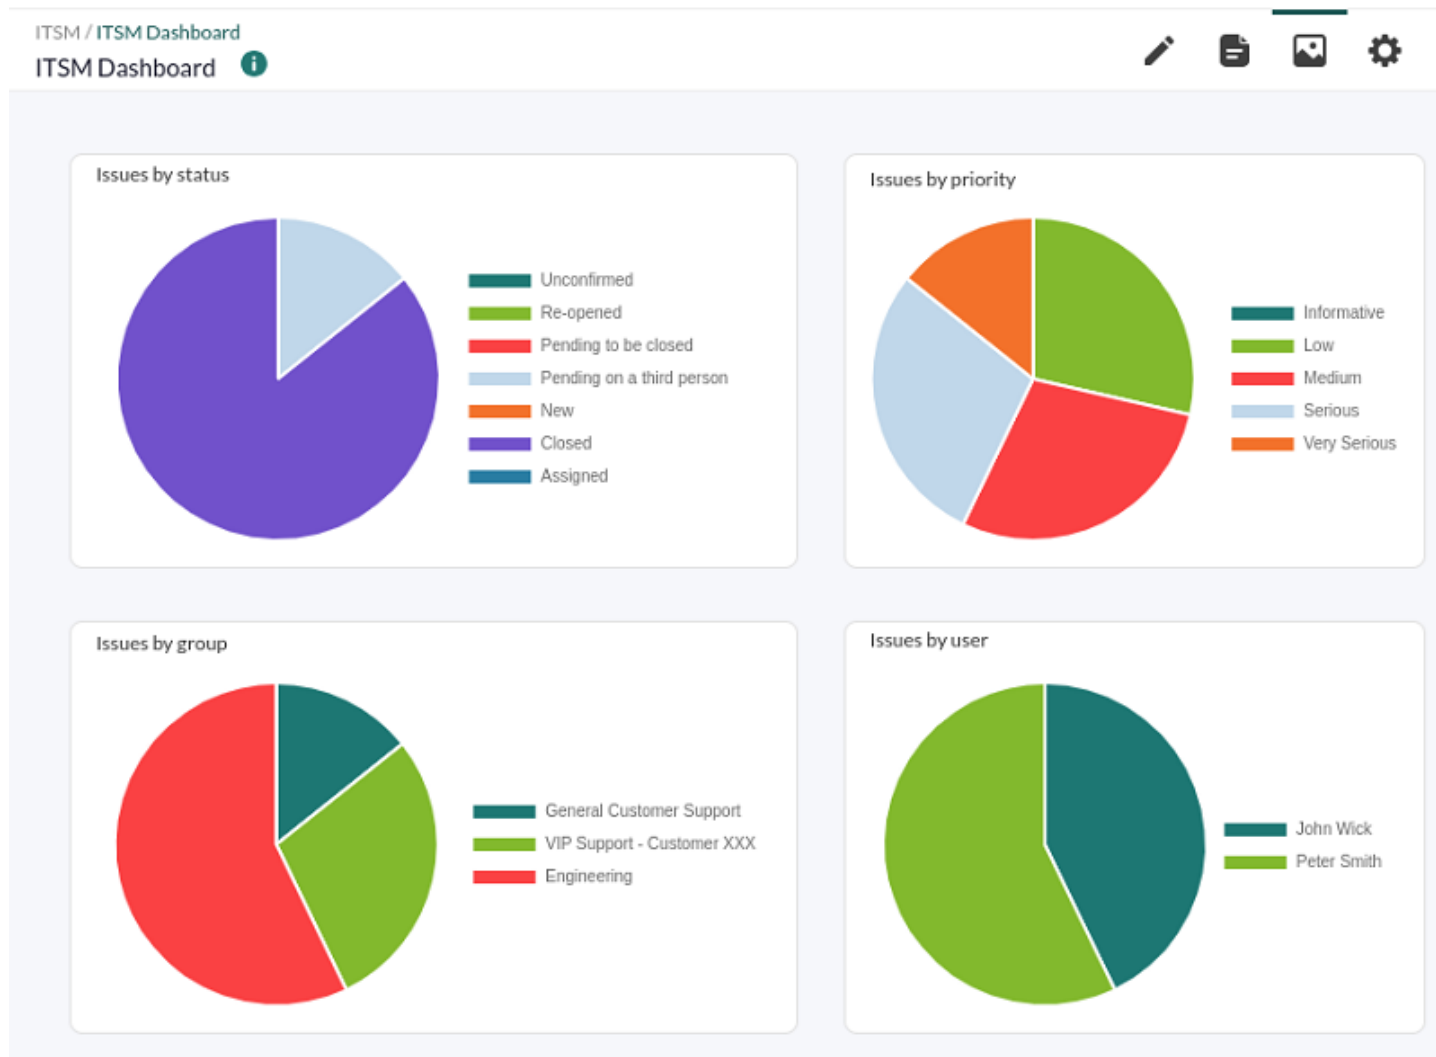 ITSM / ITSM Dashboard
ITSM Dashboard
Issues by status
Unconfirmed
Re-opened
Pending to be closed
Pending on a third person
New
Closed
Assigned
Issues by priority
Informative
Low
Medium
Serious
Very Serious
Issues by group
General Customer Support
VIP Support - Customer XXX
Engineering
Issues by user
John Wick
Peter Smith